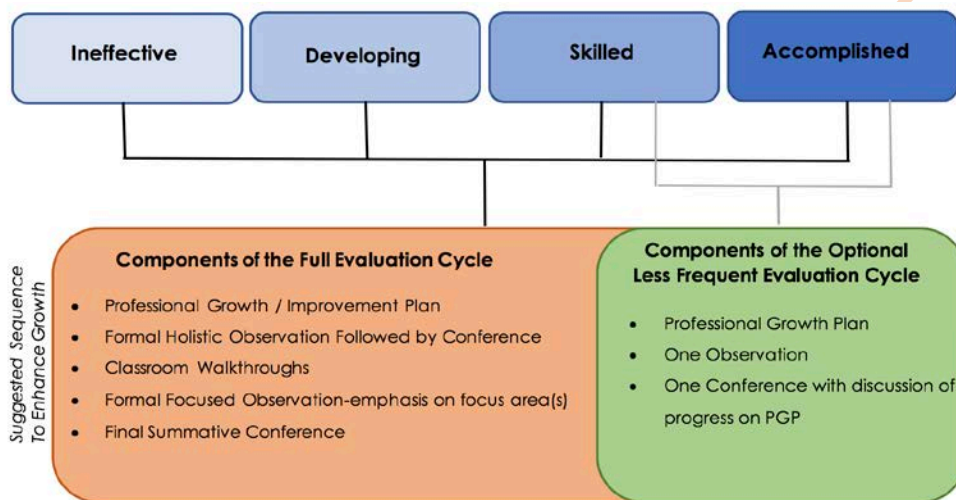 Ineffective
Developing
Skilled
Accomplished
Suggested Sequence
To Enhance Growth
Components of the Full Evaluation Cycle
• Professional Growth / Improvement Plan
• Formal Holistic Observation Followed by Conference
• Classroom Walkthroughs
• Formal Focused Observation-emphasis on focus area(s)
• Final Summative Conference
Components of the Optional
Less Frequent Evaluation Cycle
• Professional Growth Plan
• One Observation
• One Conference with discussion of
progress on PGP